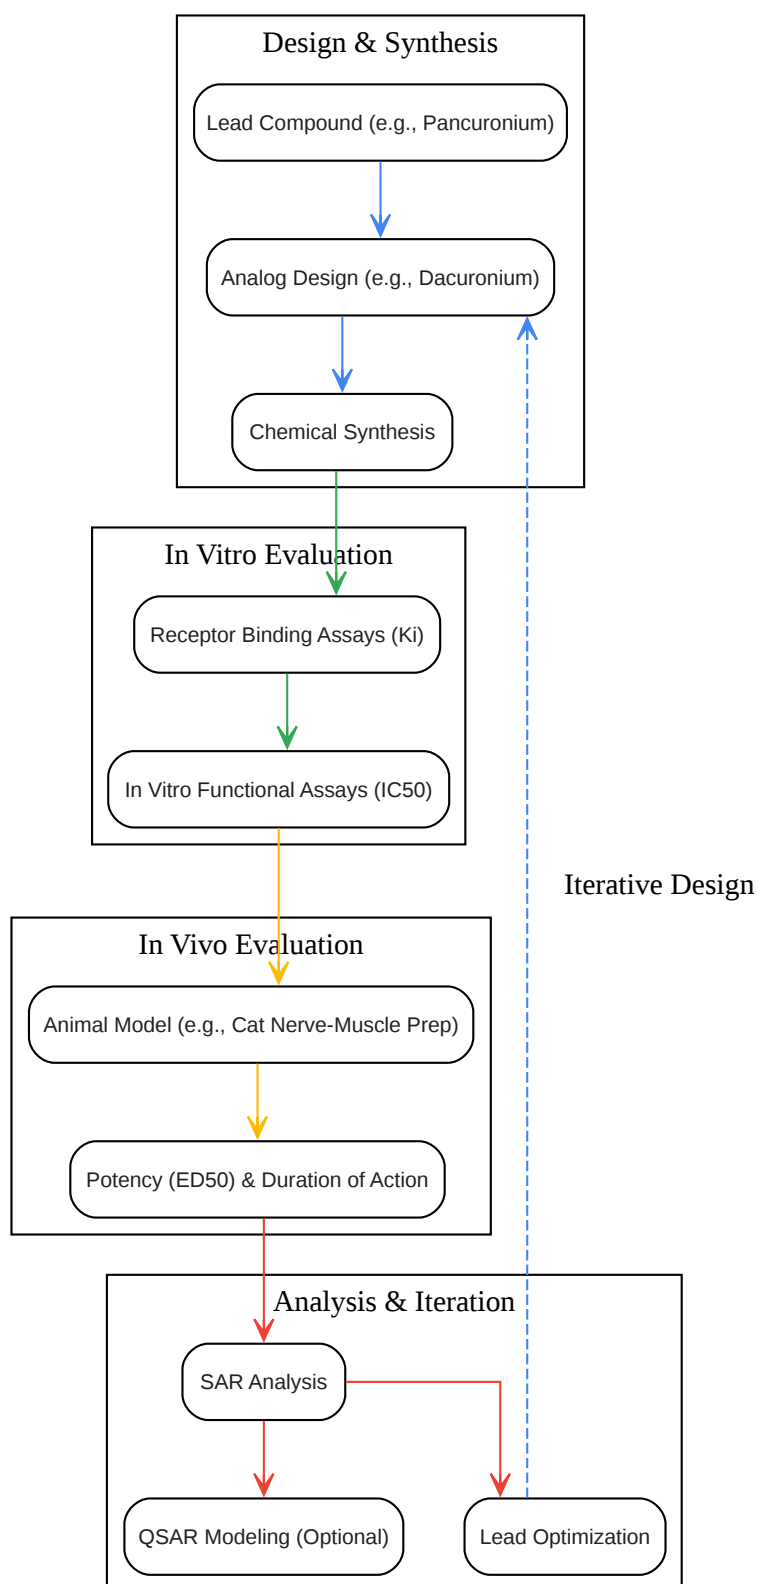 Design & Synthesis
Lead Compound (e.g., Pancuronium)
Analog Design (e.g., Dacuronium)
Chemical Synthesis
In Vitro Evaluation
Receptor Binding Assays (Ki)
In Vitro Functional Assays (IC50)
Iterative Design
In Vivo Evaluation
Animal Model (e.g., Cat Nerve-Muscle Prep)
Potency (ED50) & Duration of Action
Analysis & Iteration
SAR Analysis
QSAR Modeling (Optional)
Lead Optimization